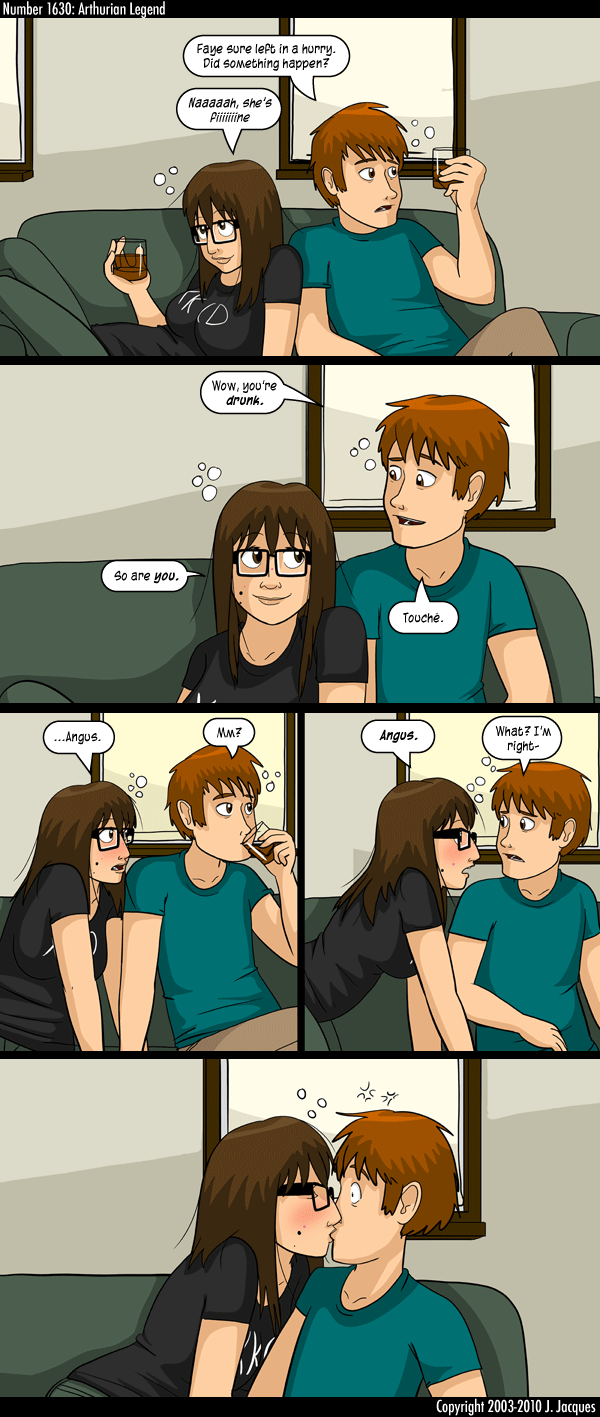 Number 1630: Arthurian Legend
Faye sure left in a hurry.
Did something happen?
Naaaaah, she's
fiiiiiiine
Wow, you're
drunk.
So are you.
Touché.
...Angus.
Mm?
Angus.
What? I'm
right-
Copyright 2003-2010 J. Jacques